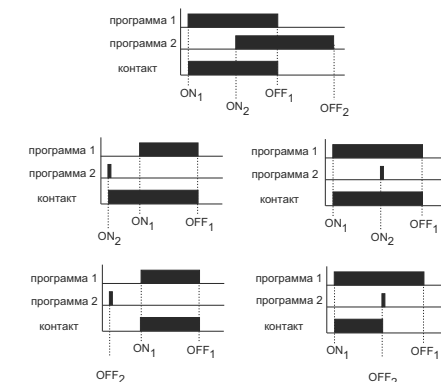 программа 1
программа 2
контакт
ON1 ON2 OFF1 OFF2
программа 1
программа 2
контакт
ON2 ON1 OFF1
программа 1
программа 2
контакт
ON1 ON2 OFF1
программа 1
программа 2
контакт
ON1 OFF1
OFF2
программа 1
программа 2
контакт
ON1 OFF1
OFF2